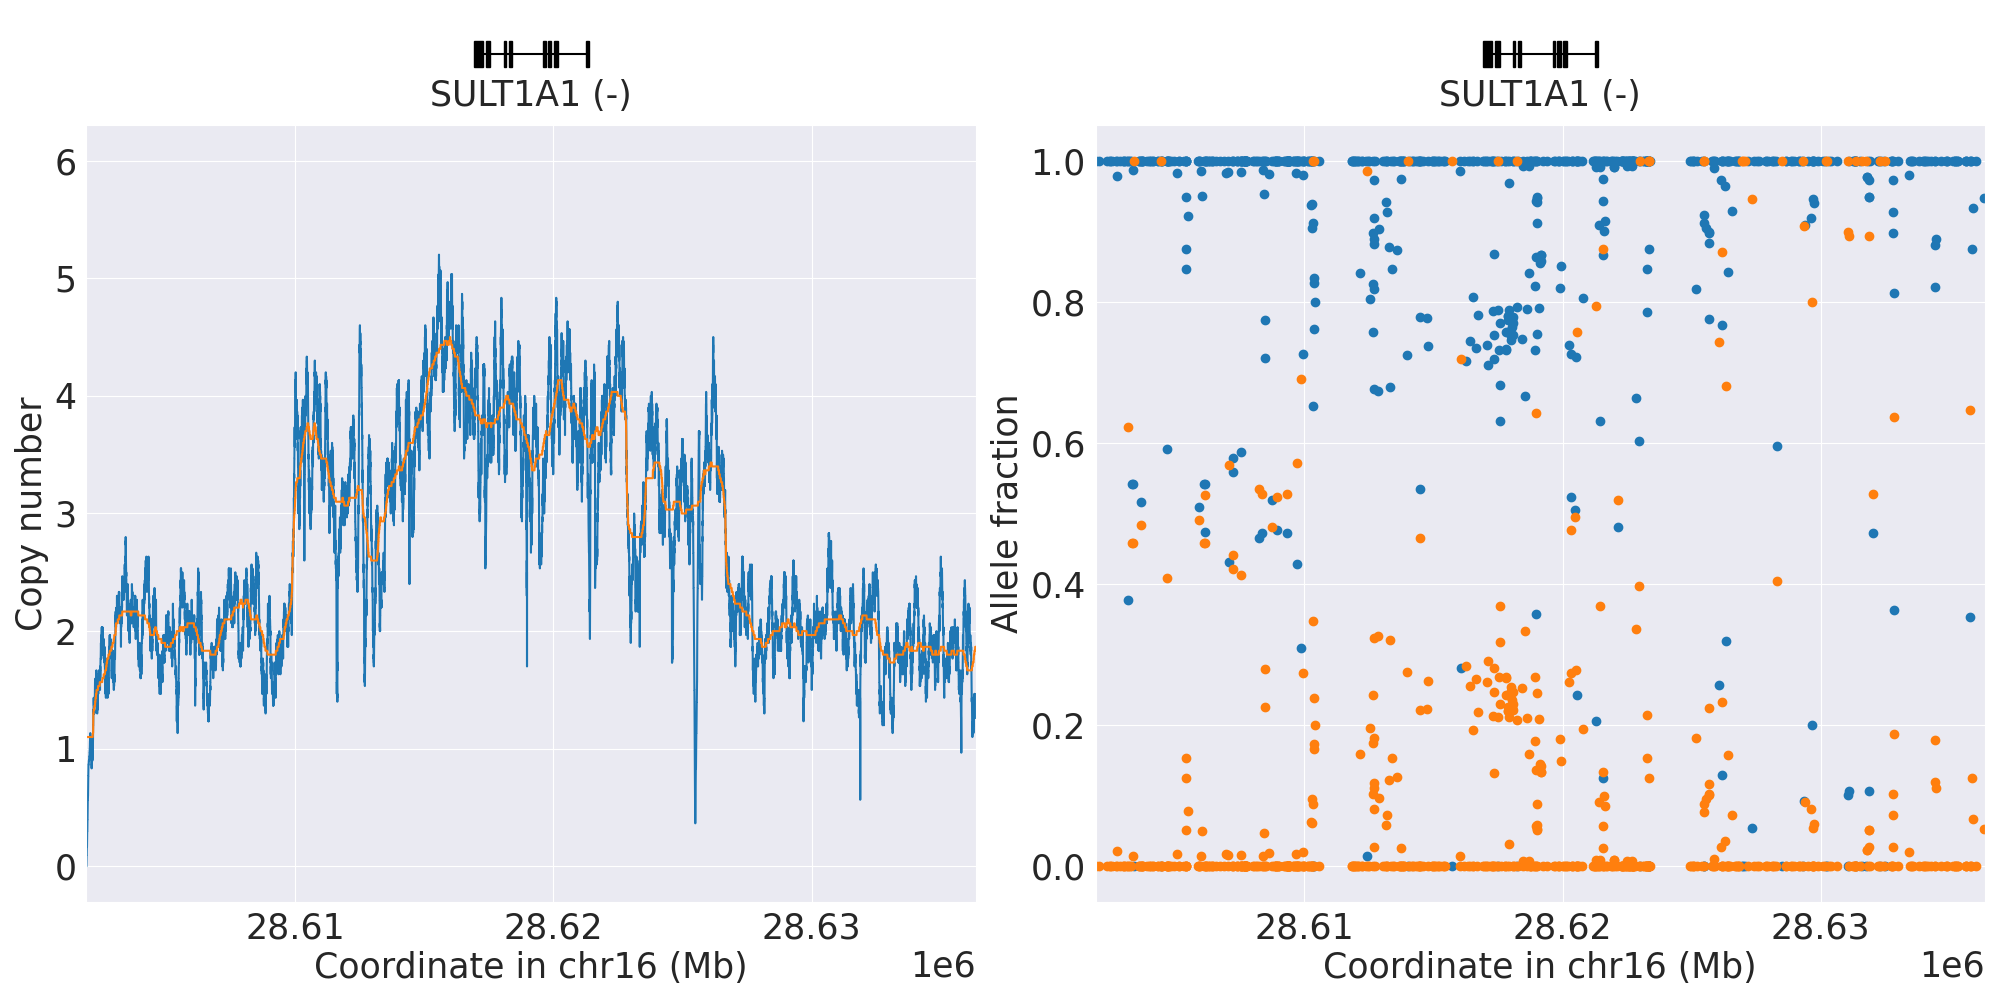 SULT1A1 (-)
6
5
4
3
2
1
0
Copy number
28.61
28.62
28.63
Coordinate in chr16 (Mb)
1e6
SULT1A1 (-)
1.0
0.8
0.6
0.4
0.2
0.0
Allele fraction
28.61
28.62
28.63
Coordinate in chr16 (Mb)
1e6